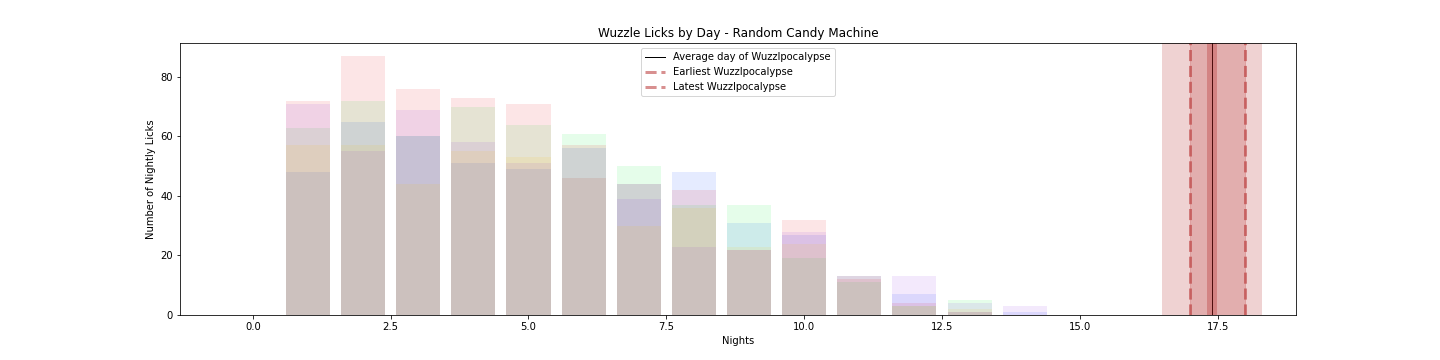 Wuzzle Licks by Day - Random Candy Machine
Average day of Wuzzlpocalypse
Earliest Wuzzlpocalypse
Latest Wuzzlpocalypse
Number of Nightly Licks
80
60
40
20
0
0.0 2.5 5.0 7.5 10.0 12.5 15.0 17.5
Nights